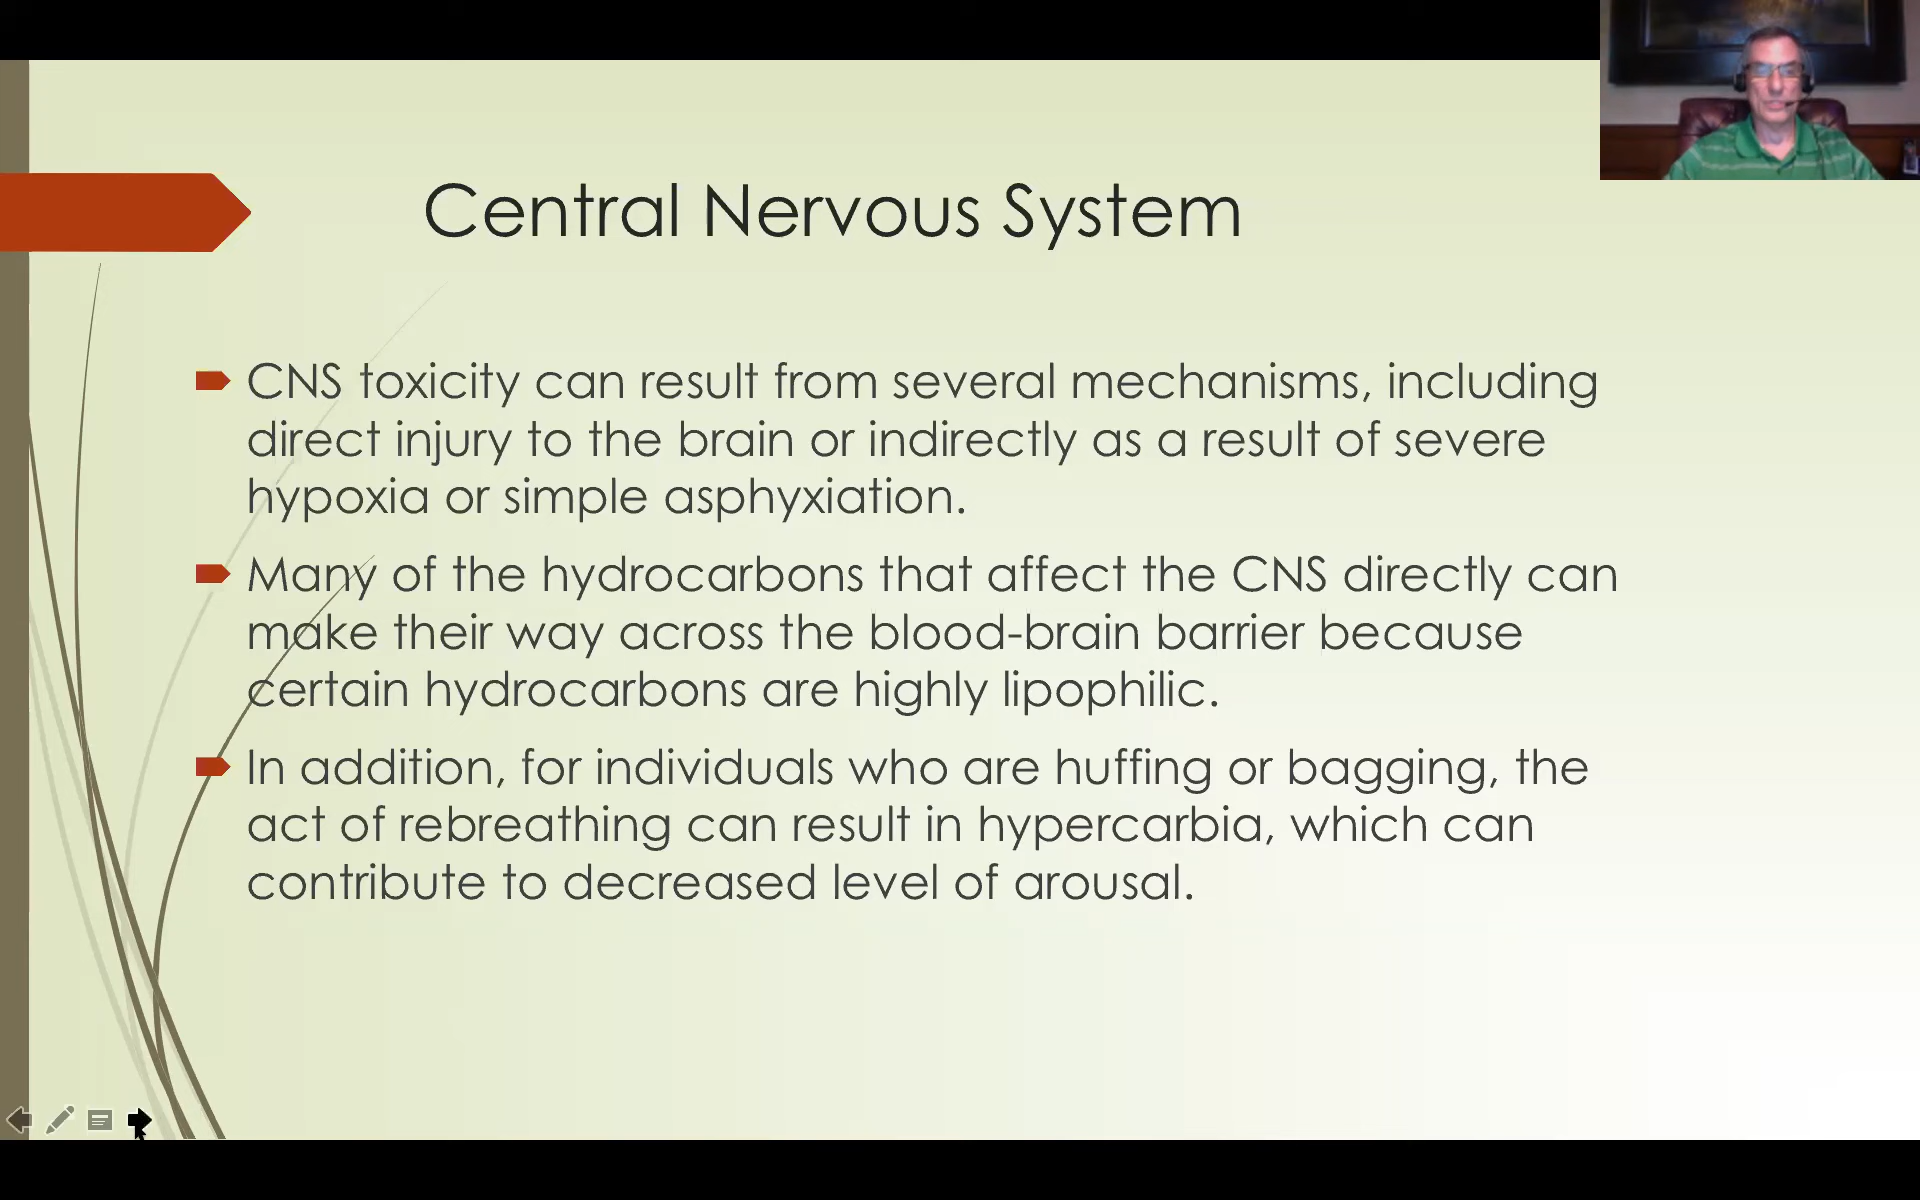 Central Nervous System
CNS toxicity can result from several mechanisms, including
direct injury to the brain or indirectly as a result of severe
hypoxia or simple asphyxiation.
Many of the hydrocarbons that affect the CNS directly can
make their way across the blood-brain barrier because
certain hydrocarbons are highly lipophilic.
In addition, for individuals who are huffing or bagging, the
act of rebreathing can result in hypercarbia, which can
contribute to decreased level of arousal.